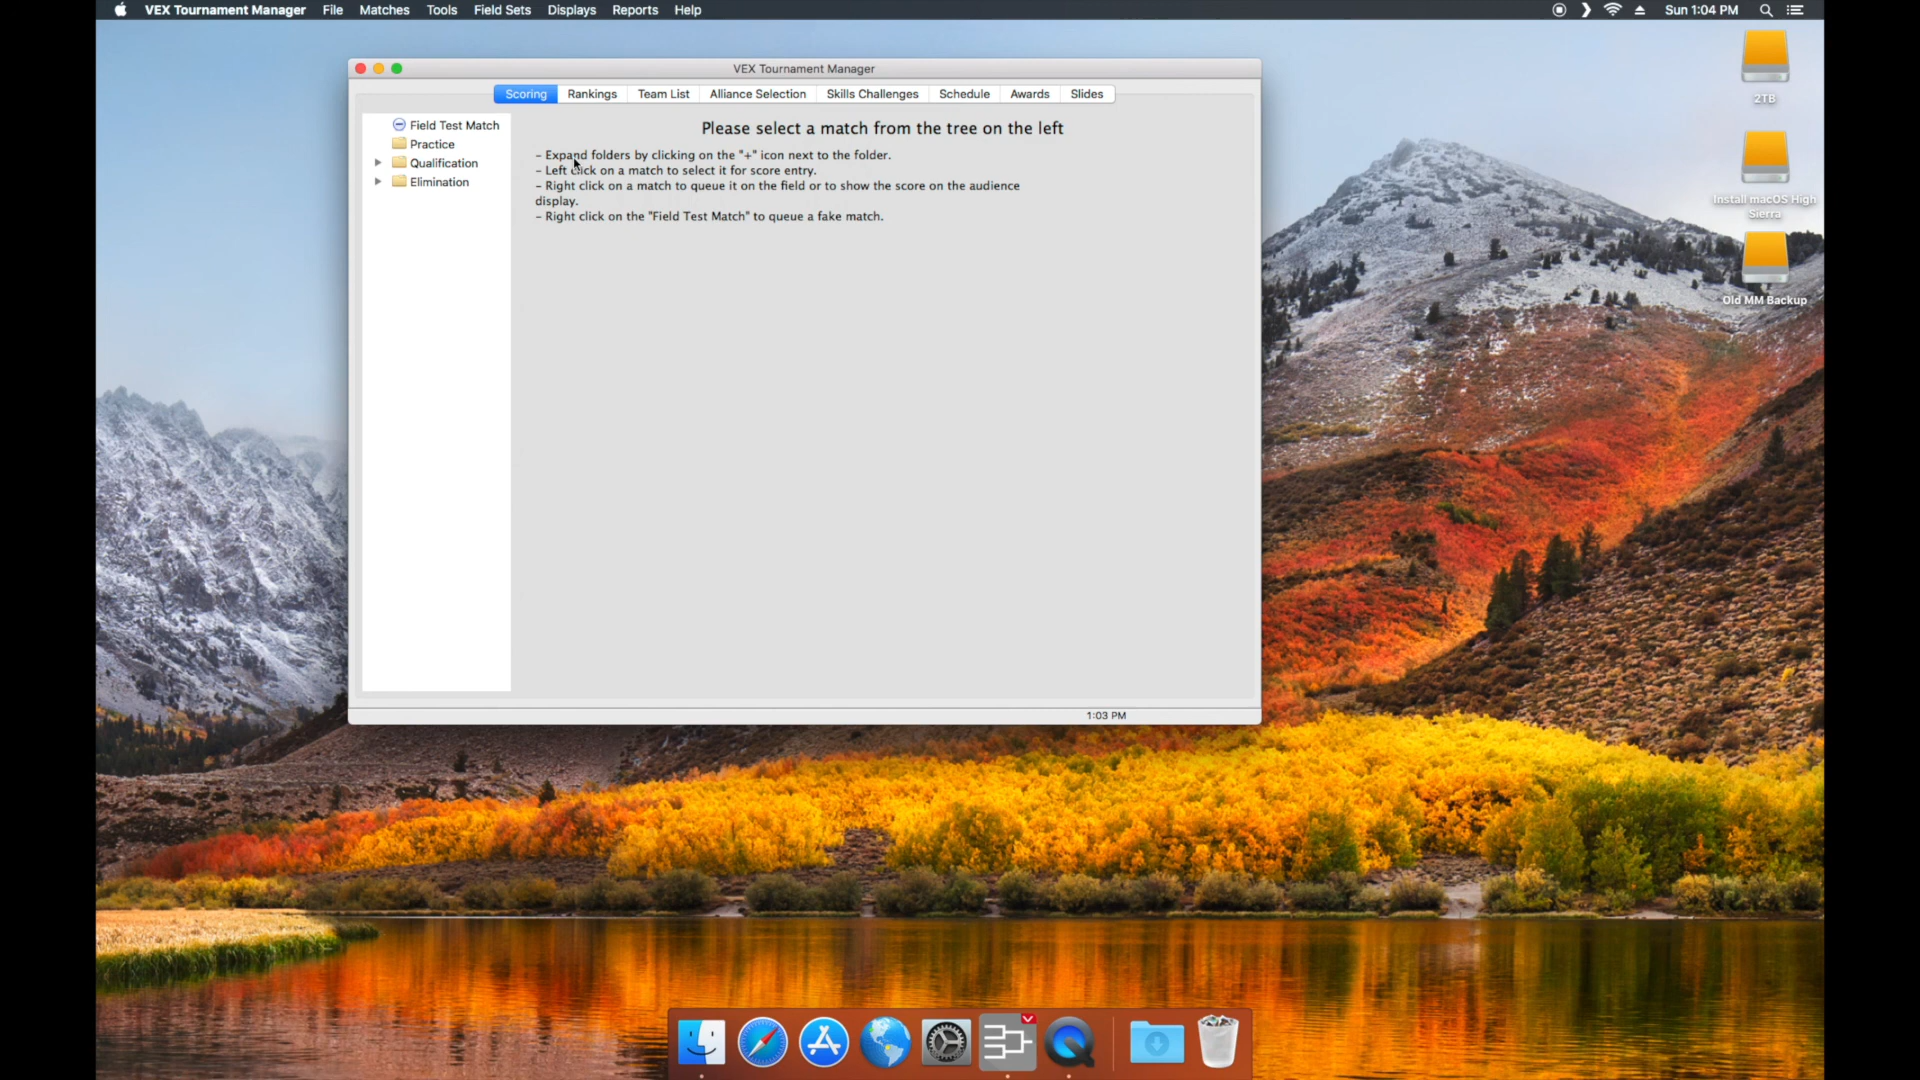 VEX Tournament Manager File Matches Tools Field Sets Displays Reports Help Sun 1:04 PM
VEX Tournament Manager
Scoring Rankings Team List Alliance Selection Skills Challenges Schedule Awards Slides
Field Test Match
Practice
Qualification
Elimination
Please select a match from the tree on the left
- Expand folders by clicking on the "+" icon next to the folder.
- Left click on a match to select it for score entry.
- Right click on a match to queue it on the field or to show the score on the audience
display.
- Right click on the "Field Test Match" to queue a fake match.
1:03 PM
2TB
Install macOS High
Sierra
Old MM Backup